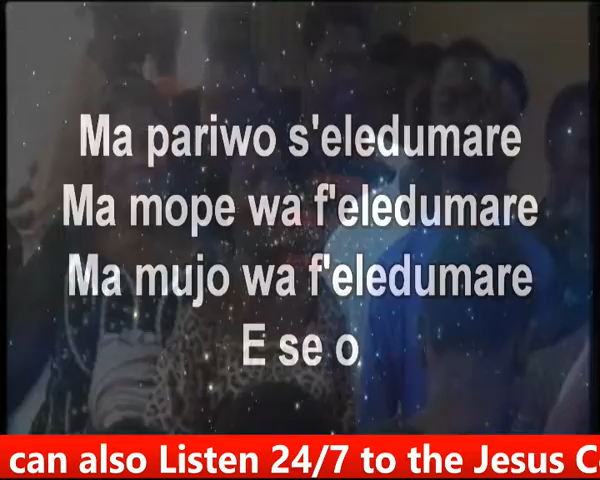 Ma pariwo s'eledumare
Ma mope wa f'eledumare
Ma mujo wa f'eledumare
E se o
can also Listen 24/7 to the Jesus C